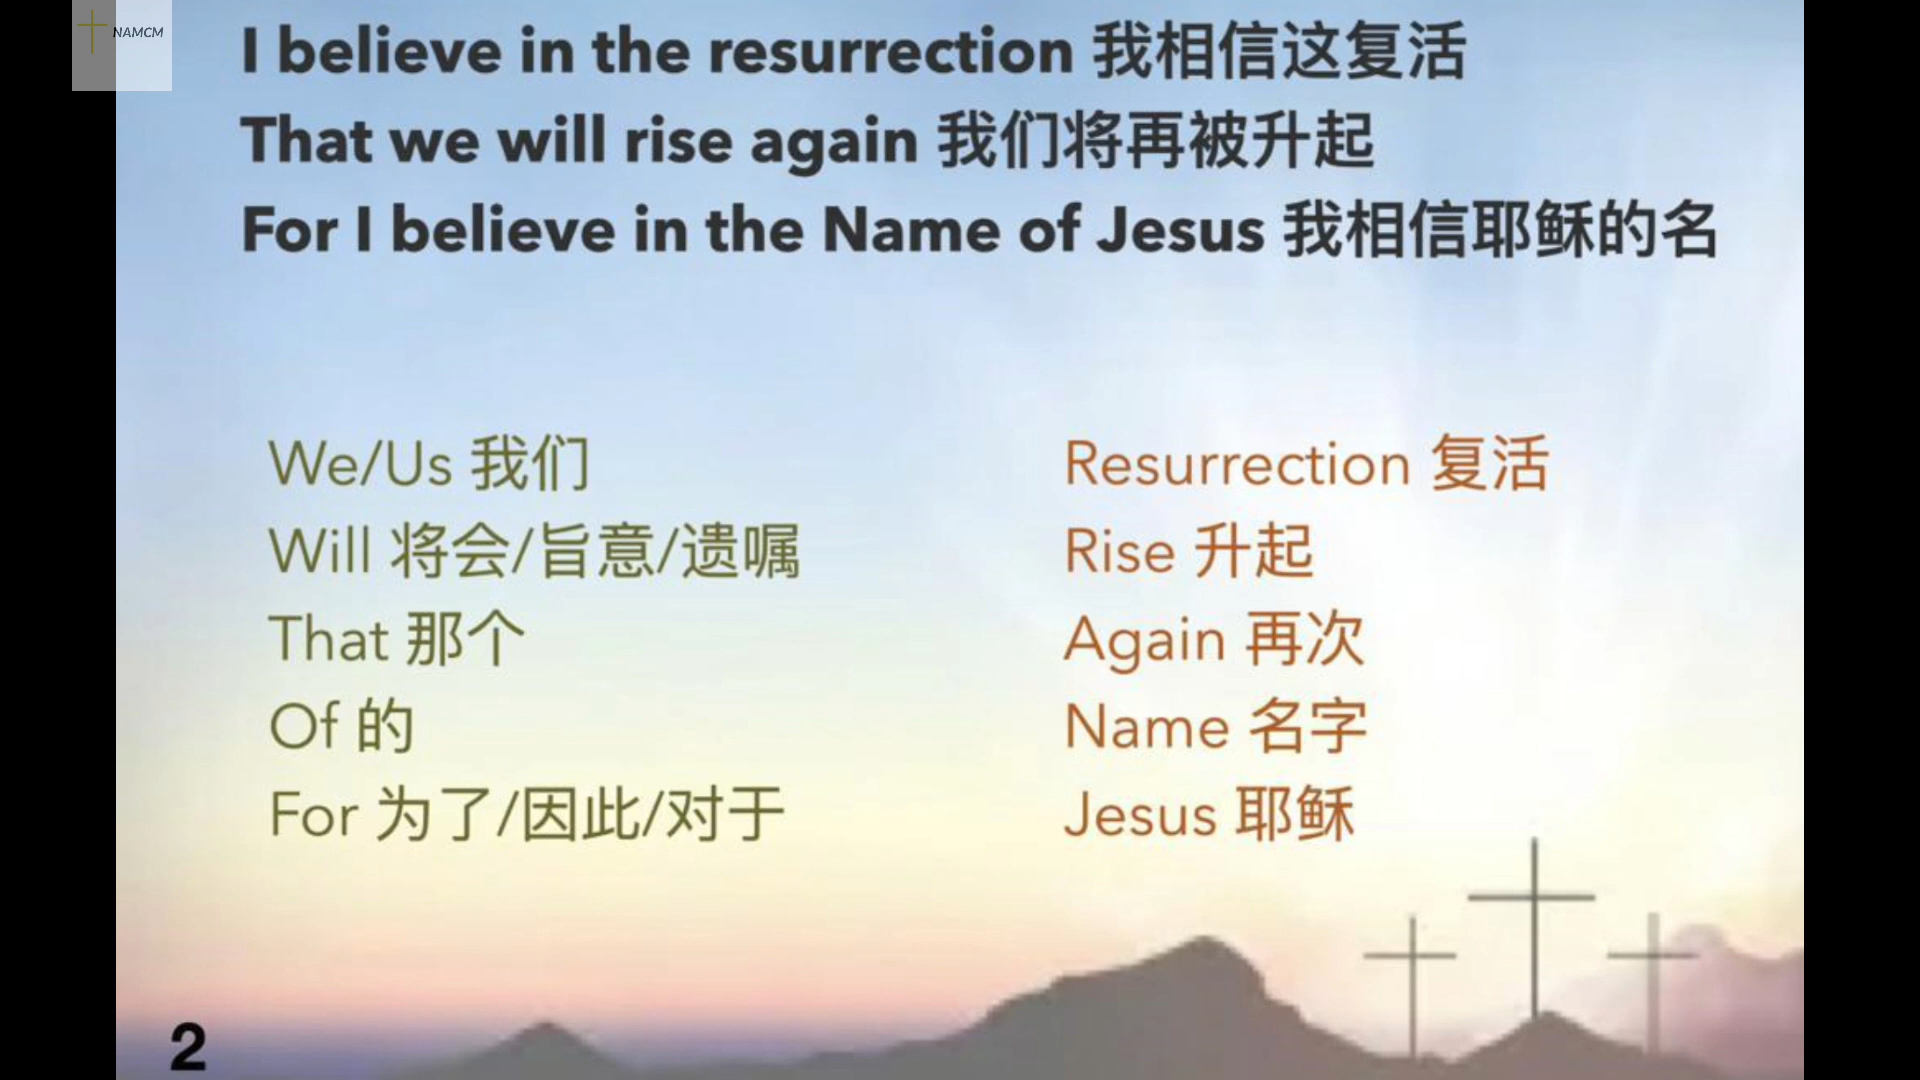 NAMCM
I believe in the resurrection 我相信这复活
That we will rise again 我们将再被升起
For I believe in the Name of Jesus 我相信耶稣的名
We/Us 我们
Will 将会/旨意/遗嘱
That 那个
Of 的
For 为了/因此/对于
Resurrection 复活
Rise 升起
Again 再次
Name 名字
Jesus 耶稣
2